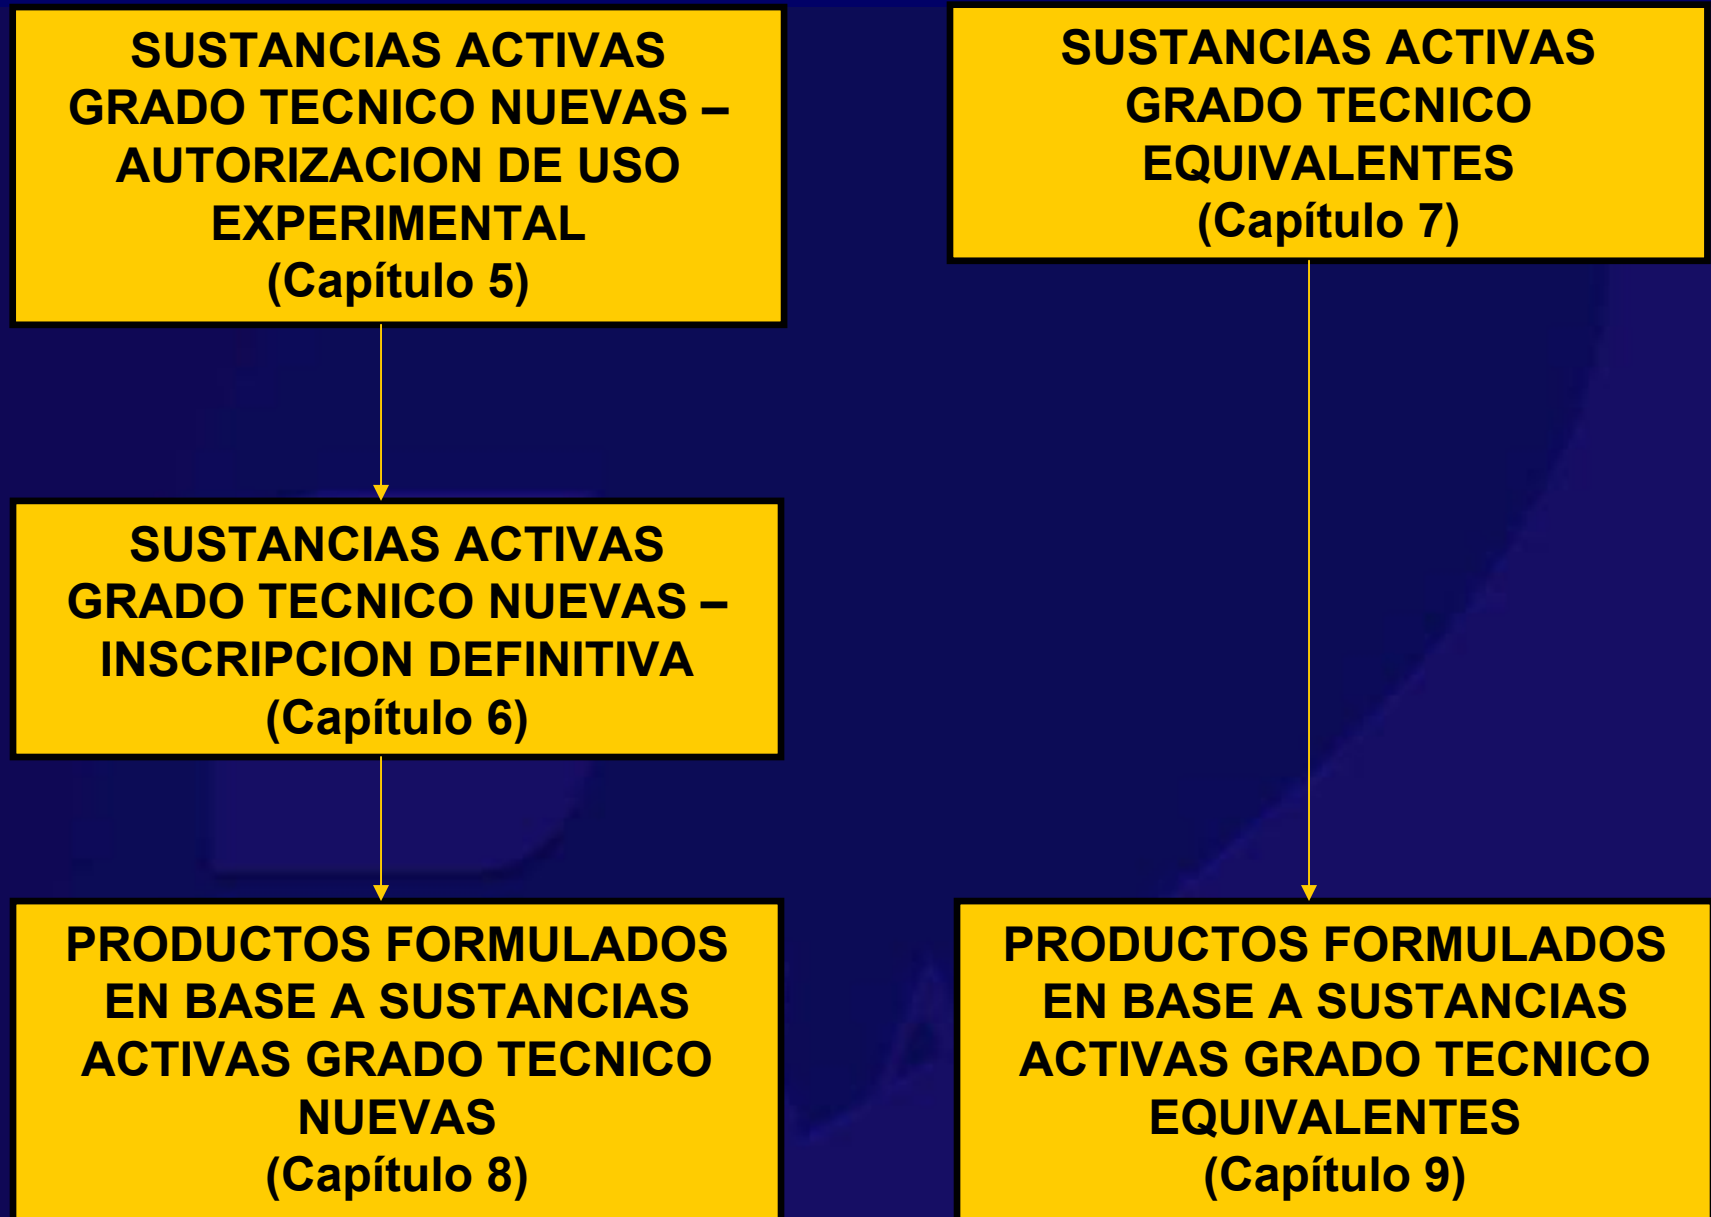 SUSTANCIAS ACTIVAS
GRADO TECNICO NUEVAS –
AUTORIZACION DE USO
EXPERIMENTAL
(Capítulo 5)
SUSTANCIAS ACTIVAS
GRADO TECNICO NUEVAS –
INSCRIPCION DEFINITIVA
(Capítulo 6)
PRODUCTOS FORMULADOS
EN BASE A SUSTANCIAS
ACTIVAS GRADO TECNICO
NUEVAS
(Capítulo 8)
SUSTANCIAS ACTIVAS
GRADO TECNICO
EQUIVALENTES
(Capítulo 7)
PRODUCTOS FORMULADOS
EN BASE A SUSTANCIAS
ACTIVAS GRADO TECNICO
EQUIVALENTES
(Capítulo 9)